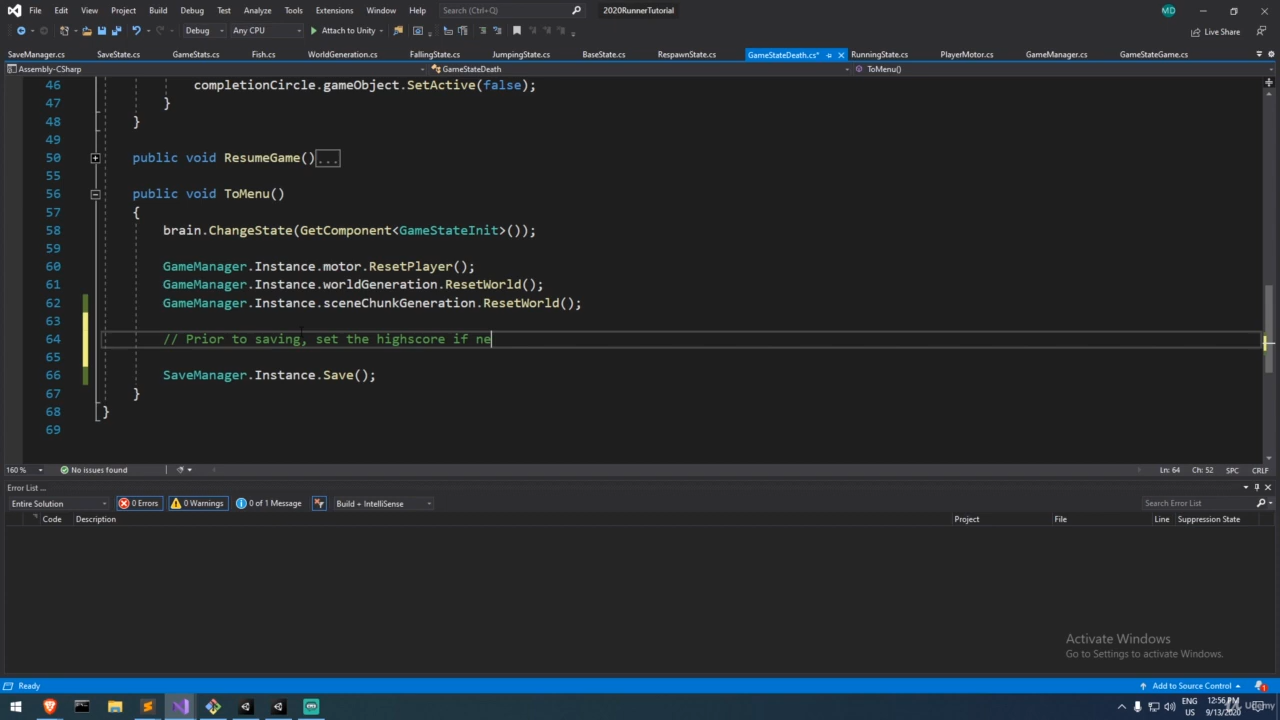 File Edit View Project Build Debug Test Analyze Tools Extensions Window Help Search (Ctrl+Q) 2020RunnerTutorial MD
Debug Any CPU Attach to Unity Live Share
SaveManager.cs SaveState.cs GameStats.cs Fish.cs WorldGeneration.cs FallingState.cs JumpingState.cs BaseState.cs RespawnState.cs GameStateDeath.cs* RunningState.cs PlayerMotor.cs GameManager.cs GameStateGame.cs
Assembly-CSharp GameStateDeath ToMenu()
46 completionCircle.gameObject.SetActive(false);
47 }
48 }
49
50 public void ResumeGame()...
55
56 public void ToMenu()
57 {
58 brain.ChangeState(GetComponent<GameStateInit>());
59
60 GameManager.Instance.motor.ResetPlayer();
61 GameManager.Instance.worldGeneration.ResetWorld();
62 GameManager.Instance.sceneChunkGeneration.ResetWorld();
63
64 // Prior to saving, set the highscore if ne
65
66 SaveManager.Instance.Save();
67 }
68 }
69
160 % No issues found Ln: 64 Ch: 52 SPC CRLF
Error List ...
Entire Solution 0 Errors 0 Warnings 0 of 1 Message Build + IntelliSense Search Error List
Code Description Project File Line Suppression State
Activate Windows
Go to Settings to activate Windows.
Ready Add to Source Control 1
ENG 12:56 PM
US 9/13/2020
Udemy